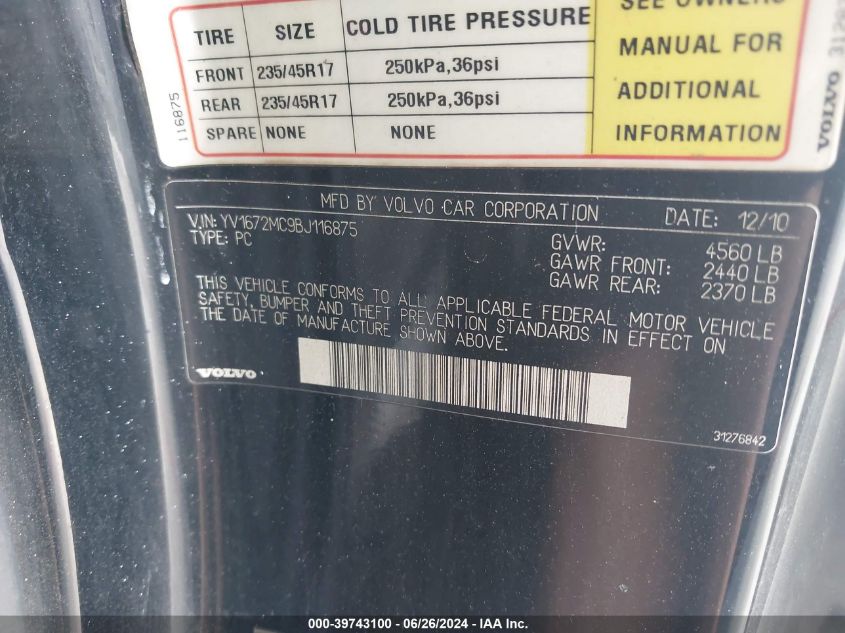 TIRE SIZE COLD TIRE PRESSURE
FRONT 235/45R17 250kPa,36psi
REAR 235/45R17 250kPa,36psi
SPARE NONE NONE
116875
SEE OWNERS
MANUAL FOR
ADDITIONAL
INFORMATION
VOLVO
MFD BY VOLVO CAR CORPORATION DATE: 12/10
VIN: YV1672MC9BJ116875
TYPE: PC
GVWR: 4560 LB
GAWR FRONT: 2440 LB
GAWR REAR: 2370 LB
THIS VEHICLE CONFORMS TO ALL APPLICABLE FEDERAL MOTOR VEHICLE
SAFETY, BUMPER AND THEFT PREVENTION STANDARDS IN EFFECT ON
THE DATE OF MANUFACTURE SHOWN ABOVE.
VOLVO
31276842
000-39743100 - 06/26/2024 - IAA Inc.